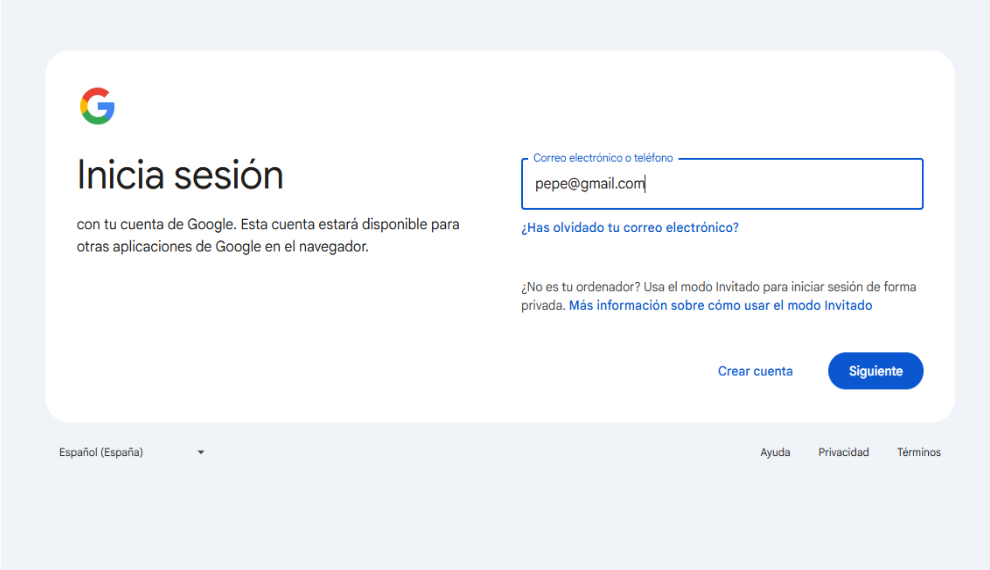 Inicia sesión
con tu cuenta de Google. Esta cuenta estará disponible para
otras aplicaciones de Google en el navegador.
Correo electrónico o teléfono
pepe@gmail.com
¿Has olvidado tu correo electrónico?
¿No es tu ordenador? Usa el modo Invitado para iniciar sesión de forma
privada. Más información sobre cómo usar el modo Invitado
Crear cuenta
Siguiente
Español (España)
Ayuda
Privacidad
Términos